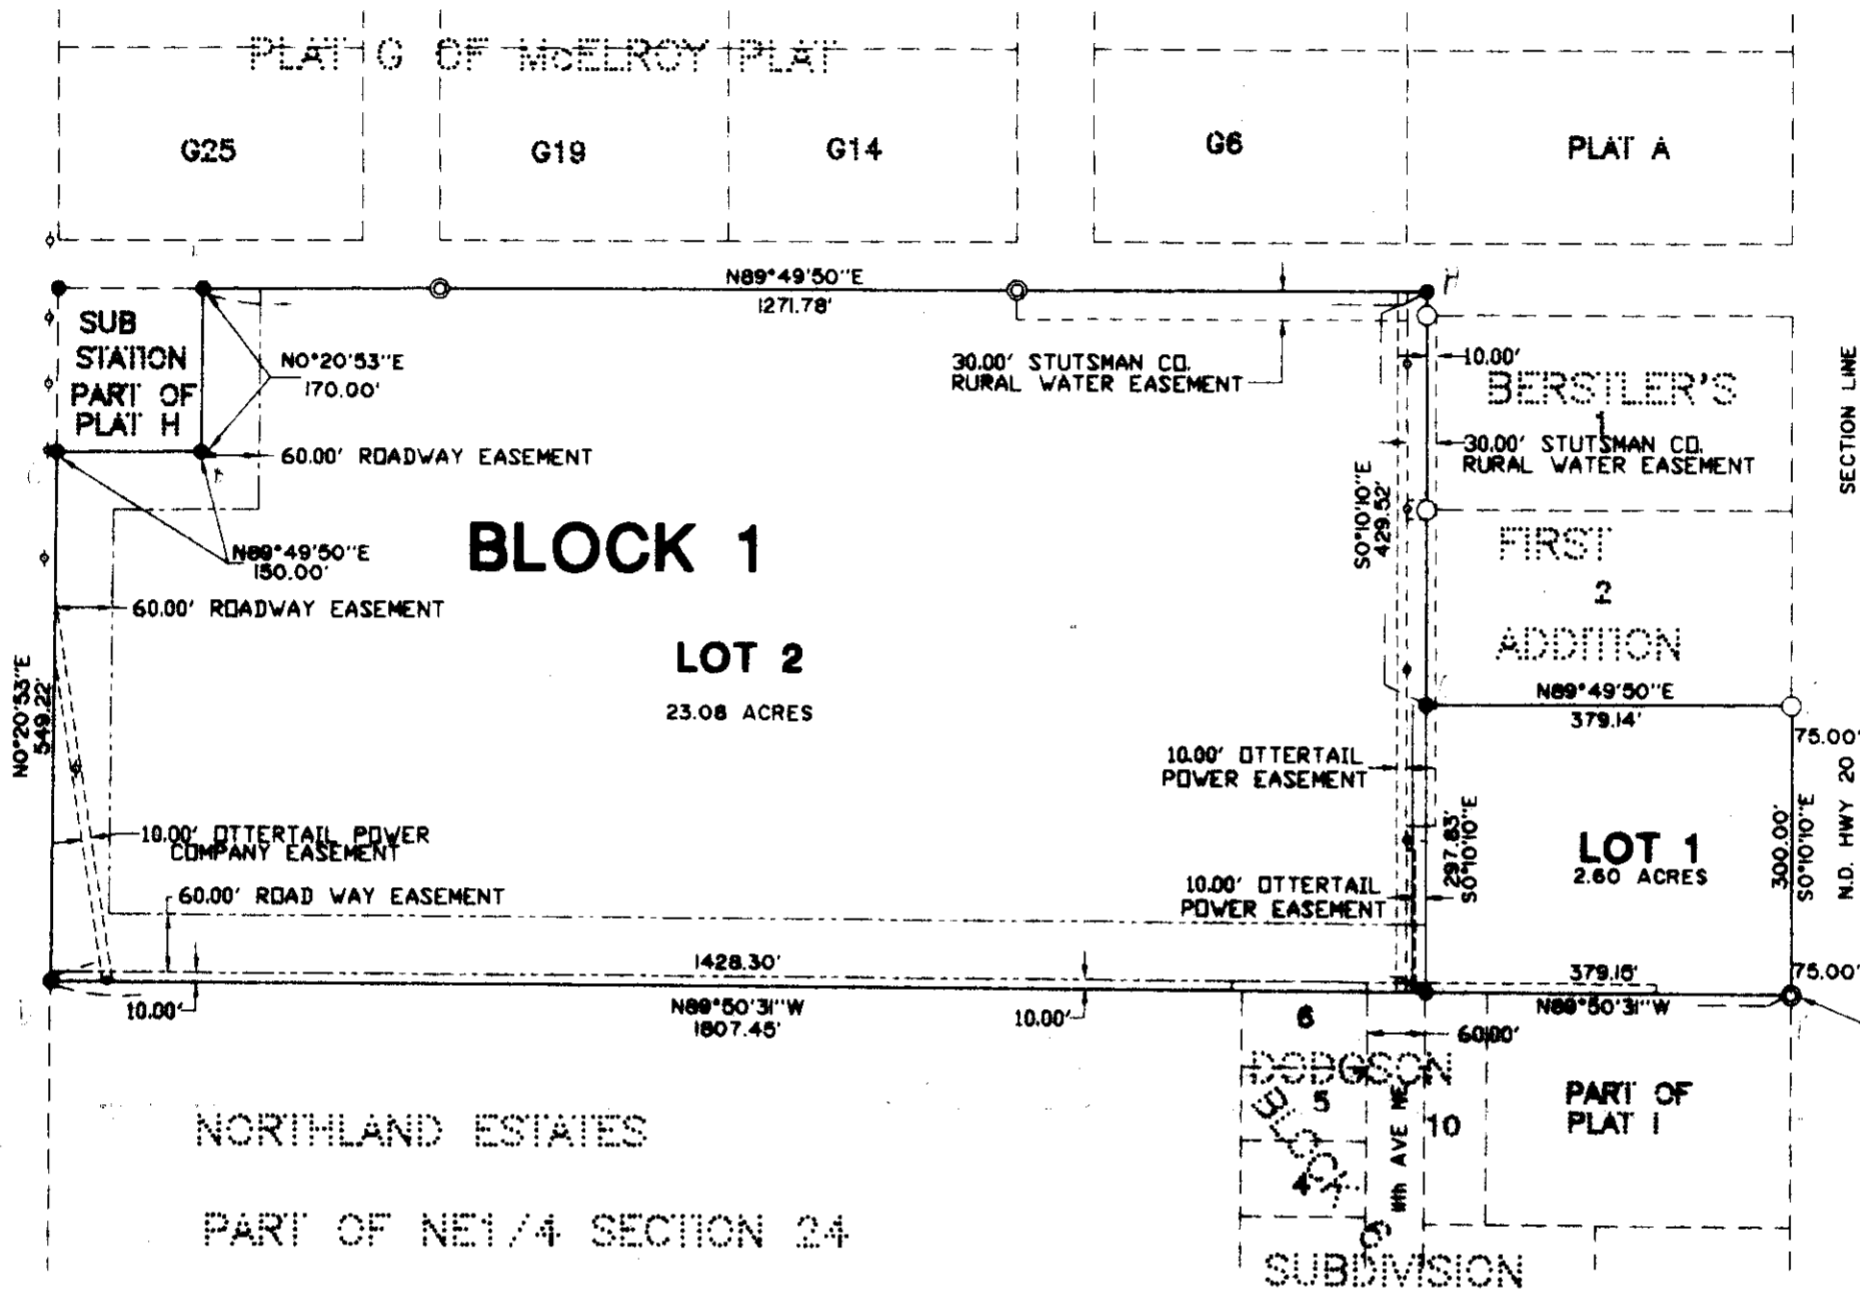 PLAT G OF McELROY PLAT
G25
G19
G14
G6
PLAT A
N89°49'50"E
1271.78'
SUB
STATION
PART OF
PLAT H
N0°20'53"E
170.00'
30.00' STUTSMAN CO.
RURAL WATER EASEMENT
10.00'
BERSTLER'S
1
30.00' STUTSMAN CO.
RURAL WATER EASEMENT
SECTION LINE
60.00' ROADWAY EASEMENT
S0°10'10"E
429.52'
BLOCK 1
FIRST
2
ADDITION
N89°49'50"E
150.00'
60.00' ROADWAY EASEMENT
LOT 2
23.08 ACRES
N0°20'53"E
549.22'
N89°49'50"E
379.14'
75.00'
10.00' OTTERTAIL
POWER EASEMENT
N.D. HWY 20
297.83'
S0°10'10"E
LOT 1
2.60 ACRES
300.00'
S0°10'10"E
10.00' OTTERTAIL POWER
COMPANY EASEMENT
60.00' ROAD WAY EASEMENT
10.00' OTTERTAIL
POWER EASEMENT
1428.30'
379.15'
75.00'
10.00'
N89°50'31"W
1807.45'
10.00'
N89°50'31"W
6
60.00'
DODGSON
5
BLOCK
4
6
AVE NE
10
PART OF
PLAT I
NORTHLAND ESTATES
PART OF NE1/4 SECTION 24
SUBDIVISION